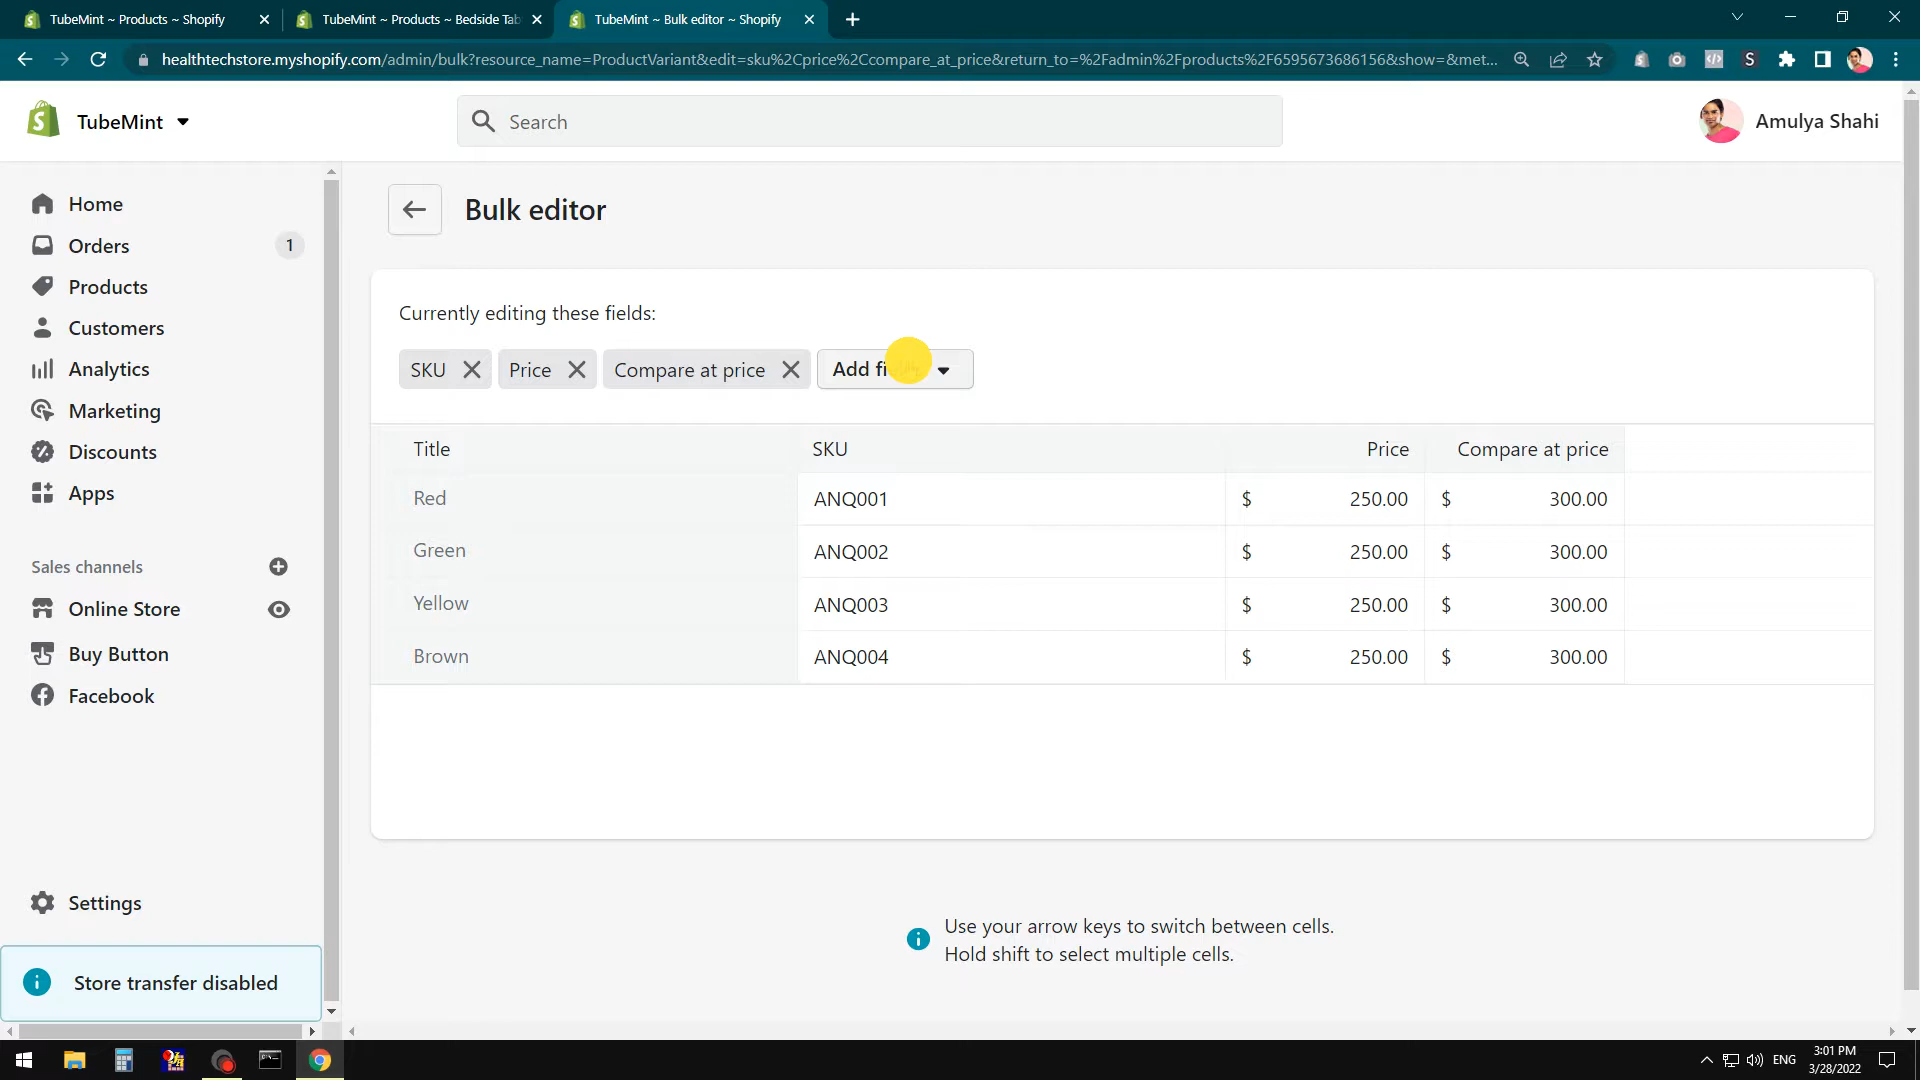 TubeMint ~ Products ~ Shopify
TubeMint ~ Products ~ Bedside Tab
TubeMint ~ Bulk editor ~ Shopify
healthtechstore.myshopify.com/admin/bulk?resource_name=ProductVariant&edit=sku%2Cprice%2Ccompare_at_price&return_to=%2Fadmin%2Fproducts%2F6595673686156&show=&met...
TubeMint
Search
Amulya Shahi
Home
Orders 1
Products
Customers
Analytics
Marketing
Discounts
Apps
Sales channels
Online Store
Buy Button
Facebook
Settings
Store transfer disabled
Bulk editor
Currently editing these fields:
SKU Price Compare at price Add
Title SKU Price Compare at price
Red ANQ001 $ 250.00 $ 300.00
Green ANQ002 $ 250.00 $ 300.00
Yellow ANQ003 $ 250.00 $ 300.00
Brown ANQ004 $ 250.00 $ 300.00
Use your arrow keys to switch between cells.
Hold shift to select multiple cells.
ENG
3:01 PM
3/28/2022